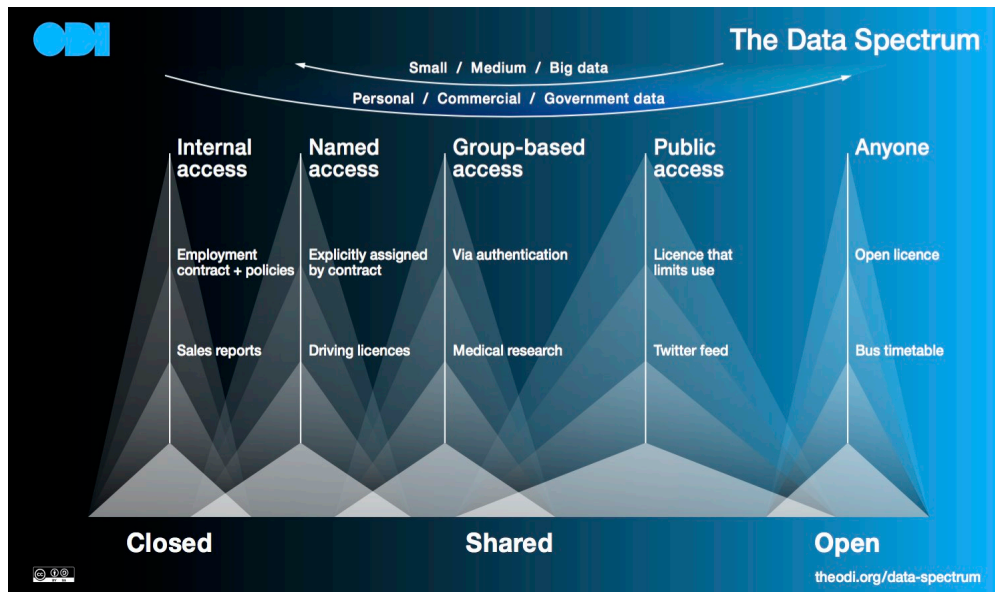 ODI
The Data Spectrum
Small / Medium / Big data
Personal / Commercial / Government data
Internal
access
Named
access
Group-based
access
Public
access
Anyone
Employment
contract + policies
Explicitly assigned
by contract
Via authentication
Licence that
limits use
Open licence
Sales reports
Driving licences
Medical research
Twitter feed
Bus timetable
Closed
Shared
Open
theodi.org/data-spectrum